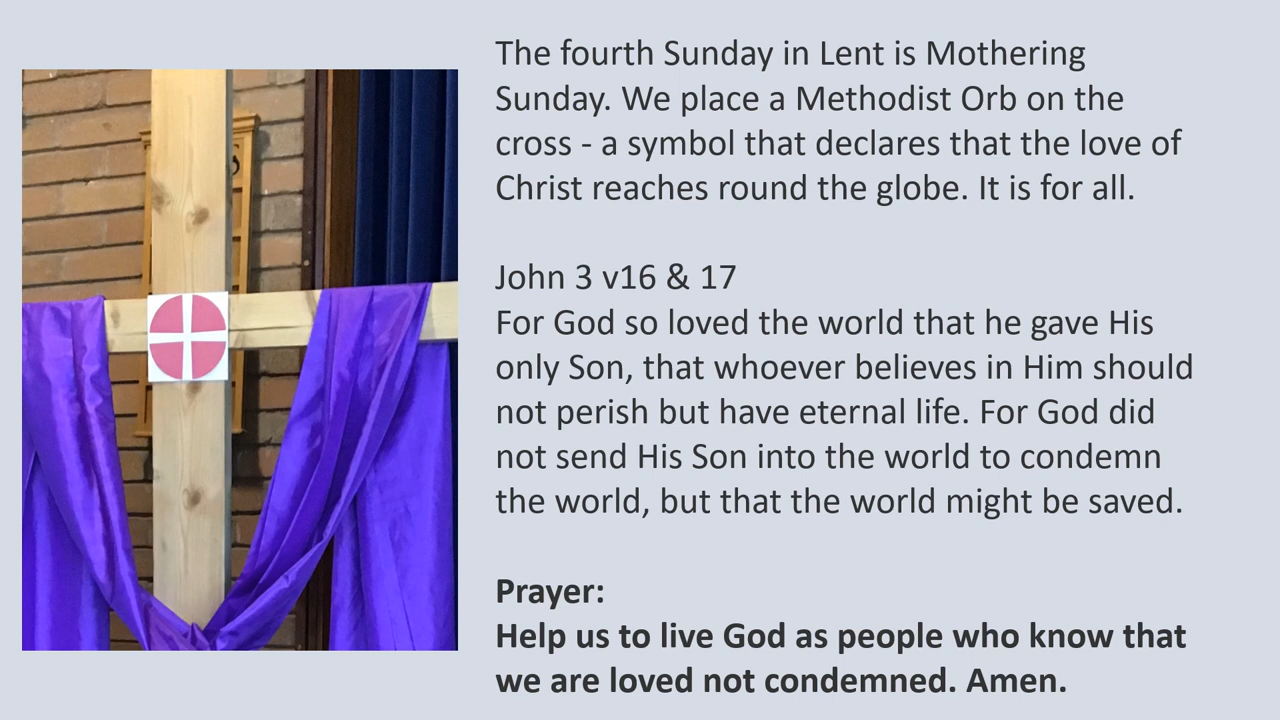 The fourth Sunday in Lent is Mothering
Sunday. We place a Methodist Orb on the
cross - a symbol that declares that the love of
Christ reaches round the globe. It is for all.
John 3 v16 & 17
For God so loved the world that he gave His
only Son, that whoever believes in Him should
not perish but have eternal life. For God did
not send His Son into the world to condemn
the world, but that the world might be saved.
Prayer:
Help us to live God as people who know that
we are loved not condemned. Amen.